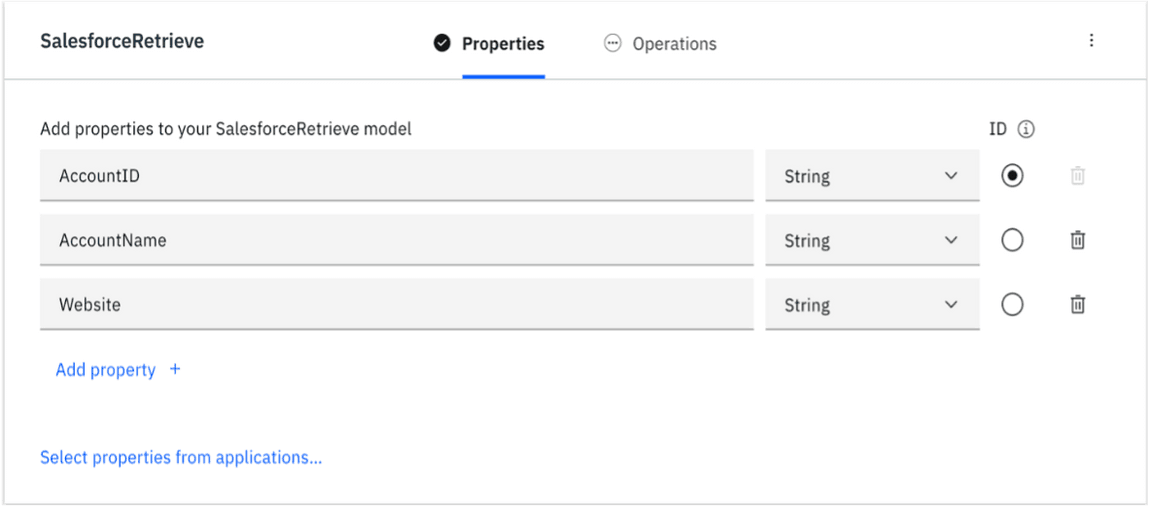 SalesforceRetrieve Properties Operations
Add properties to your SalesforceRetrieve model ID
AccountID String
AccountName String
Website String
Add property +
Select properties from applications...